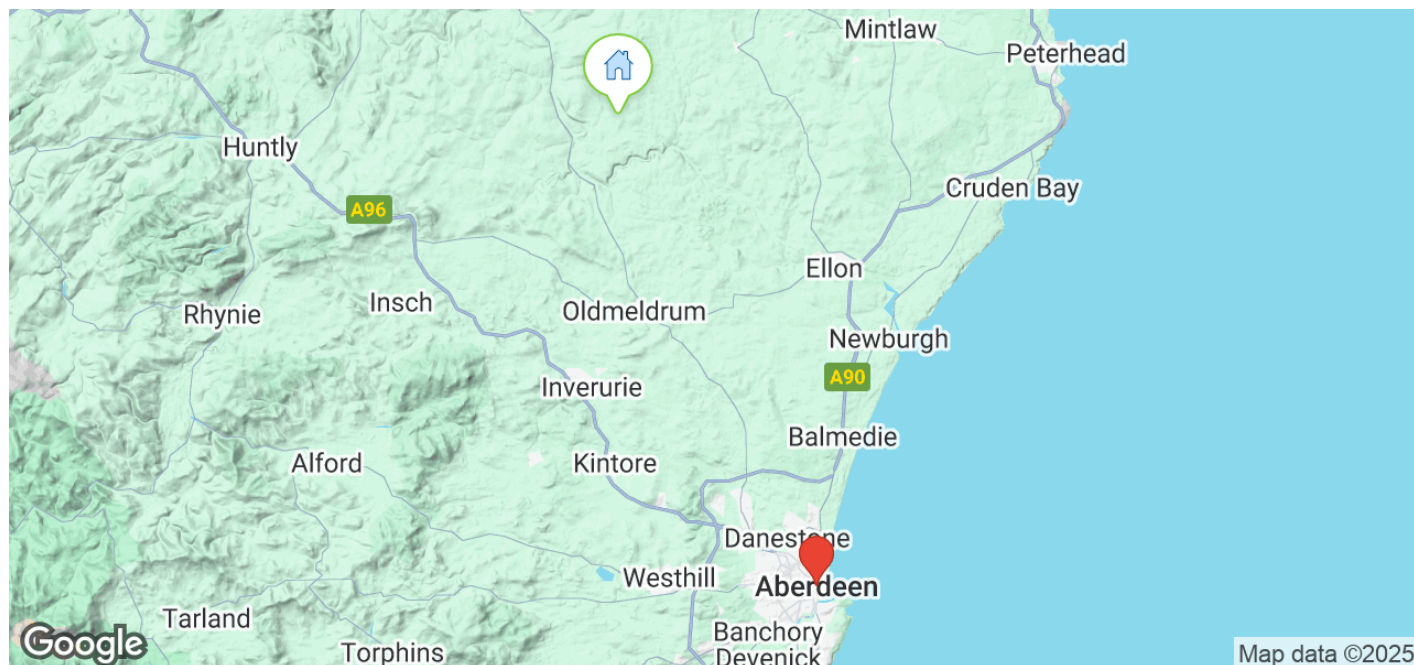 Mintlaw
Peterhead
Huntly
Cruden Bay
A96
Ellon
Insch
Oldmeldrum
Rhynie
Newburgh
A90
Inverurie
Balmedie
Alford
Kintore
Danestone
Westhill
Aberdeen
Tarland
Banchory
Devenick
Torphins
Google
Map data ©2025